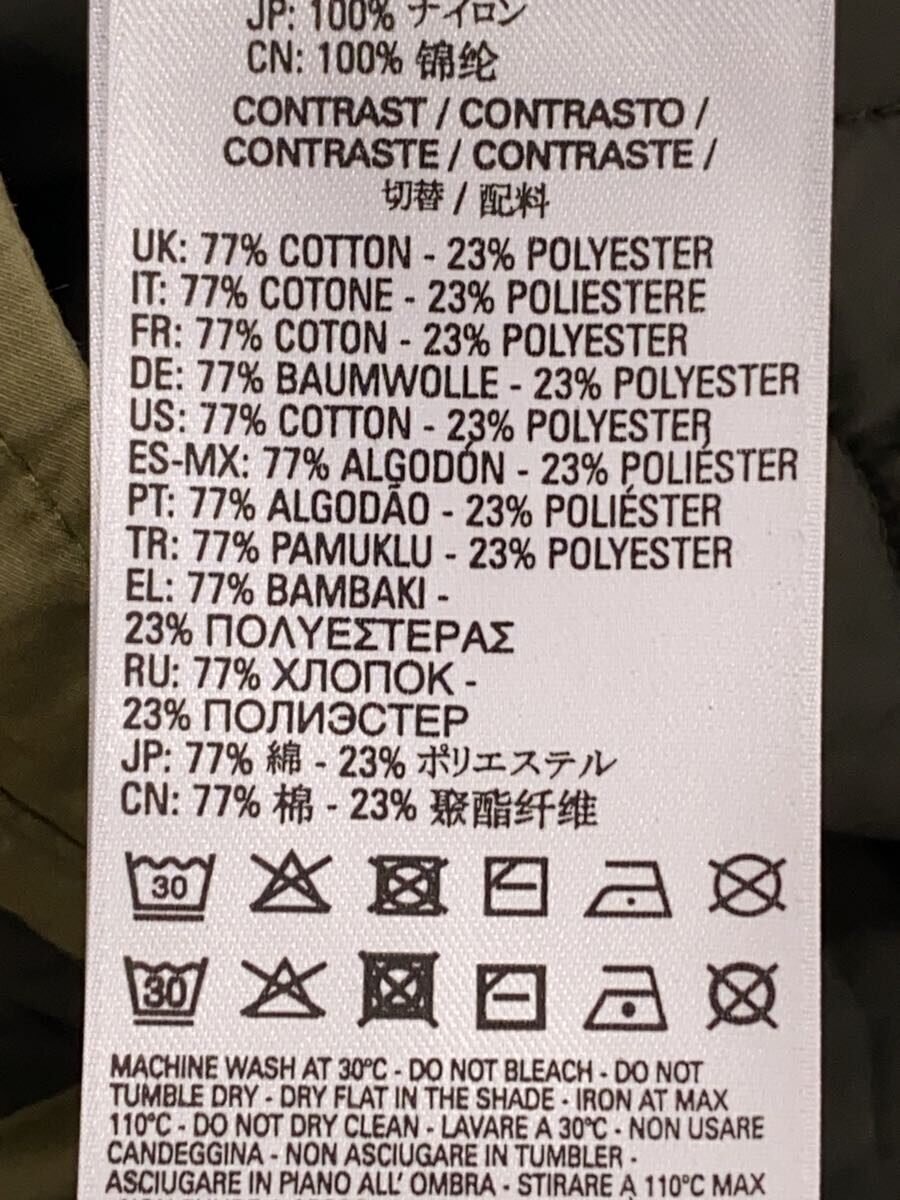 JP: 100% ナイロン
CN: 100% 锦纶
CONTRAST / CONTRASTO /
CONTRASTE / CONTRASTE /
切替 / 配料
UK: 77% COTTON - 23% POLYESTER
IT: 77% COTONE - 23% POLIESTERE
FR: 77% COTON - 23% POLYESTER
DE: 77% BAUMWOLLE - 23% POLYESTER
US: 77% COTTON - 23% POLYESTER
ES-MX: 77% ALGODÓN - 23% POLIÉSTER
PT: 77% ALGODÃO - 23% POLIÉSTER
TR: 77% PAMUKLU - 23% POLYESTER
EL: 77% ΒΑΜΒΑΚΙ -
23% ΠΟΛΥΕΣΤΕΡΑΣ
RU: 77% ХЛОПОК -
23% ПОЛИЭСТЕР
JP: 77% 綿 - 23% ポリエステル
CN: 77% 棉 - 23% 聚酯纤维
30
30
MACHINE WASH AT 30°C - DO NOT BLEACH - DO NOT
TUMBLE DRY - DRY FLAT IN THE SHADE - IRON AT MAX
110°C - DO NOT DRY CLEAN - LAVARE A 30°C - NON USARE
CANDEGGINA - NON ASCIUGARE IN TUMBLER -
ASCIUGARE IN PIANO ALL' OMBRA - STIRARE A 110°C MAX